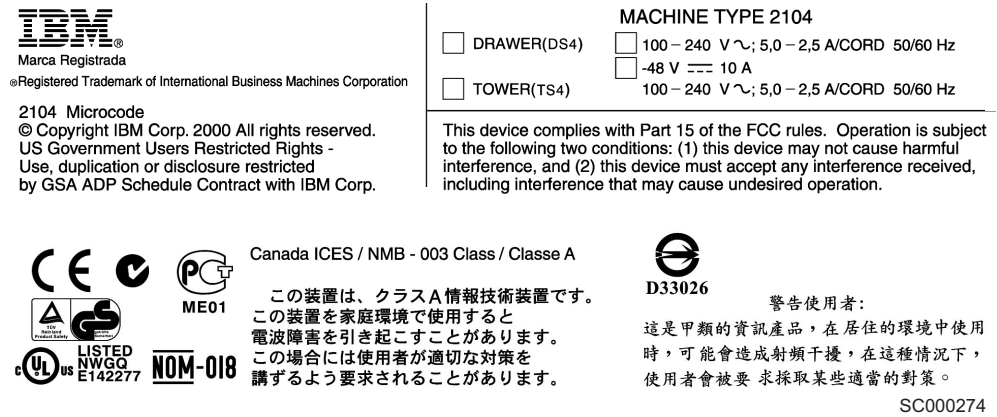 IBM®
Marca Registrada
®Registered Trademark of International Business Machines Corporation
2104 Microcode
© Copyright IBM Corp. 2000 All rights reserved.
US Government Users Restricted Rights -
Use, duplication or disclosure restricted
by GSA ADP Schedule Contract with IBM Corp.
MACHINE TYPE 2104
DRAWER(DS4)
100 – 240 V ～; 5,0 – 2,5 A/CORD 50/60 Hz
-48 V ⎓ 10 A
TOWER(TS4)
100 – 240 V ～; 5,0 – 2,5 A/CORD 50/60 Hz
This device complies with Part 15 of the FCC rules. Operation is subject
to the following two conditions: (1) this device may not cause harmful
interference, and (2) this device must accept any interference received,
including interference that may cause undesired operation.
CE
PCT
ME01
TÜV
Rheinland
Product Safety
c UL us
LISTED
NWGQ
E142277
NOM-018
Canada ICES / NMB - 003 Class / Classe A
この装置は、クラスA情報技術装置です。
この装置を家庭環境で使用すると
電波障害を引き起こすことがあります。
この場合には使用者が適切な対策を
講ずるよう要求されることがあります。
D33026
警告使用者:
這是甲類的資訊產品，在居住的環境中使用
時，可能會造成射頻干擾，在這種情況下，
使用者會被要 求採取某些適當的對策。
SC000274